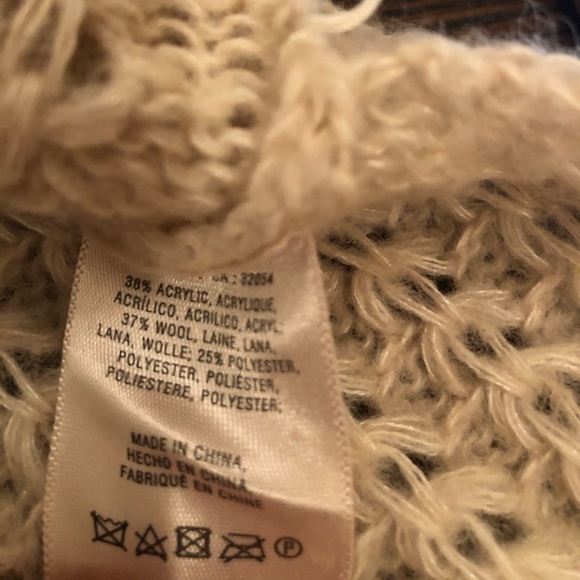 CA : 32054
38% ACRYLIC, ACRYLIQUE,
ACRÍLICO, ACRILICO, ACRYL;
37% WOOL, LAINE, LANA,
LANA, WOLLE; 25% POLYESTER,
POLYESTER, POLIÉSTER,
POLIESTERE, POLYESTER;
MADE IN CHINA,
HECHO EN CHINA,
FABRIQUÉ EN CHINE
P